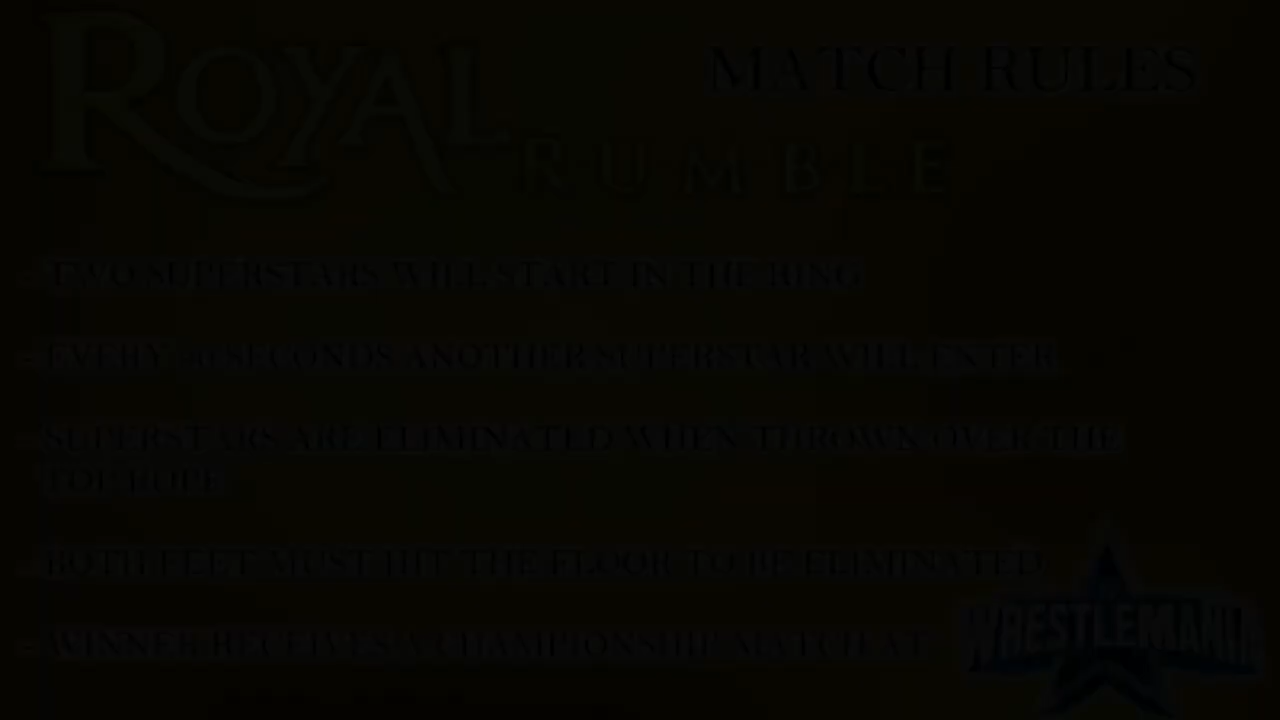 ROYAL RUMBLE
MATCH RULES
- TWO SUPERSTARS WILL START IN THE RING
- EVERY 90 SECONDS ANOTHER SUPERSTAR WILL ENTER
- SUPERSTARS ARE ELIMINATED WHEN THROWN OVER THE
TOP ROPE
- BOTH FEET MUST HIT THE FLOOR TO BE ELIMINATED
- WINNER RECEIVES A CHAMPIONSHIP MATCH AT
WRESTLEMANIA